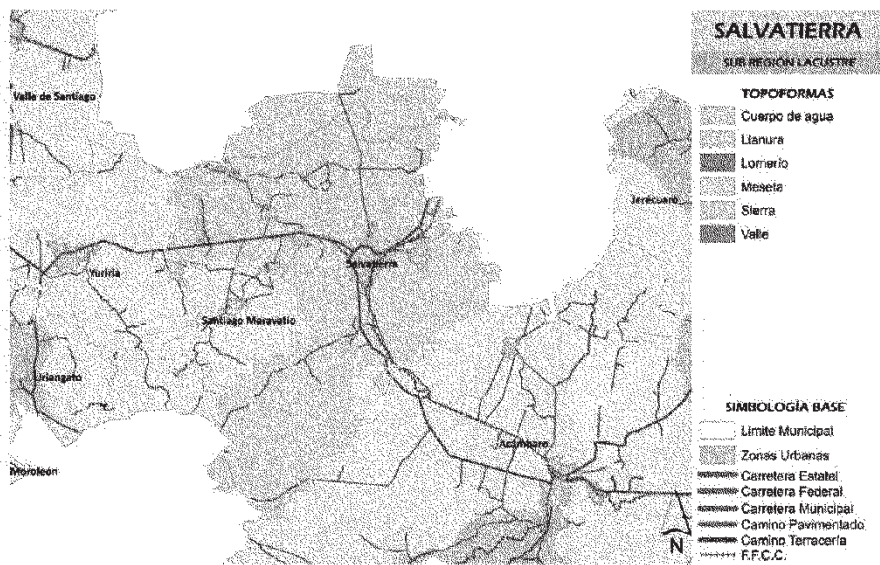 SALVATIERRA
SUB REGIÓN LACUSTRE
TOPOFORMAS
Cuerpo de agua
Llanura
Lomerío
Meseta
Sierra
Valle
Valle de Santiago
Jerécuaro
Salvatierra
Yuriria
Santiago Maravatío
Uriangato
Acámbaro
Moroleón
SIMBOLOGÍA BASE
Límite Municipal
Zonas Urbanas
Carretera Estatal
Carretera Federal
Carretera Municipal
Camino Pavimentado
Camino Terracería
F.F.C.C.
N